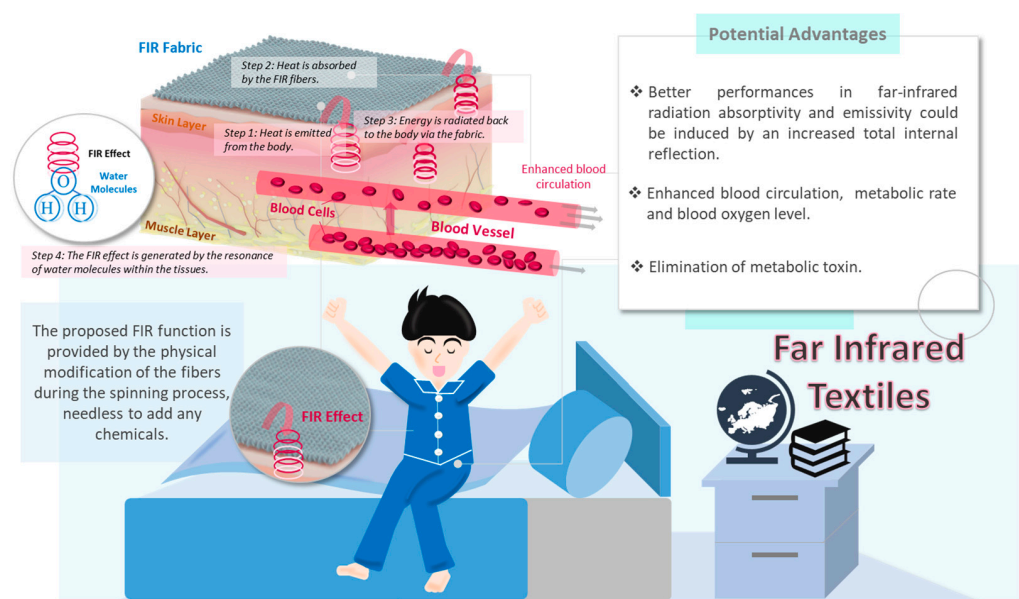 FIR Fabric
Step 2: Heat is absorbed
by the FIR fibers.
Skin Layer
Step 1: Heat is emitted
from the body.
Step 3: Energy is radiated back
to the body via the fabric.
FIR Effect
Water
Molecules
O
H H
Enhanced blood
circulation
Blood Cells
Blood Vessel
Muscle Layer
Step 4: The FIR effect is generated by the resonance
of water molecules within the tissues.
Potential Advantages
❖ Better performances in far-infrared
radiation absorptivity and emissivity could
be induced by an increased total internal
reflection.
❖ Enhanced blood circulation, metabolic rate
and blood oxygen level.
❖ Elimination of metabolic toxin.
The proposed FIR function is
provided by the physical
modification of the fibers
during the spinning process,
needless to add any
chemicals.
FIR Effect
Far Infrared
Textiles